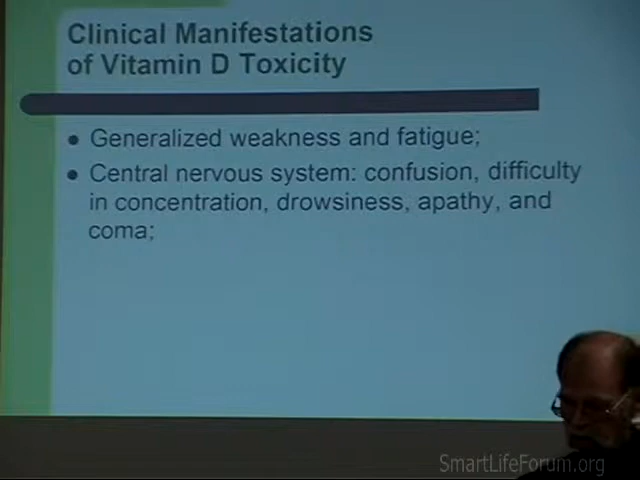 Clinical Manifestations
of Vitamin D Toxicity
● Generalized weakness and fatigue;
● Central nervous system: confusion, difficulty
in concentration, drowsiness, apathy, and
coma;
SmartLifeForum.org